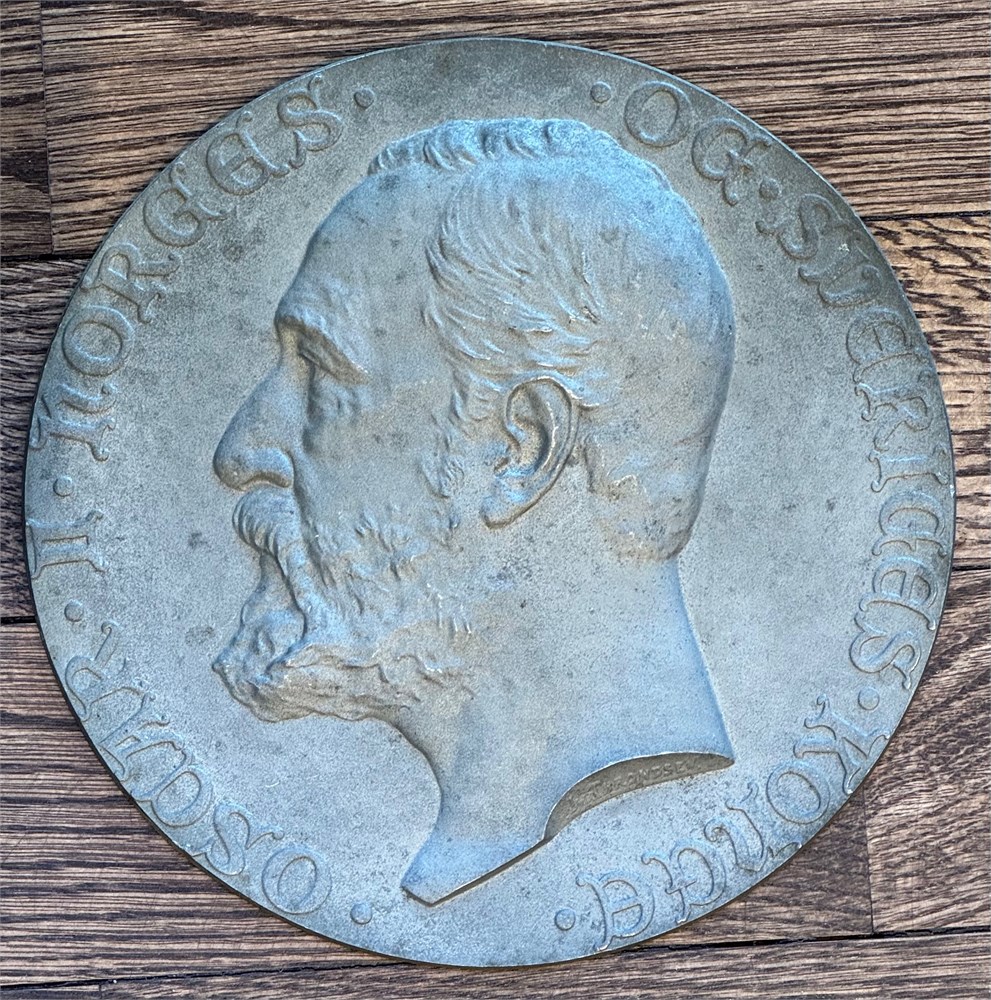 OSCAR · II · NORGES · OG · SVERIGES · KONGE ·